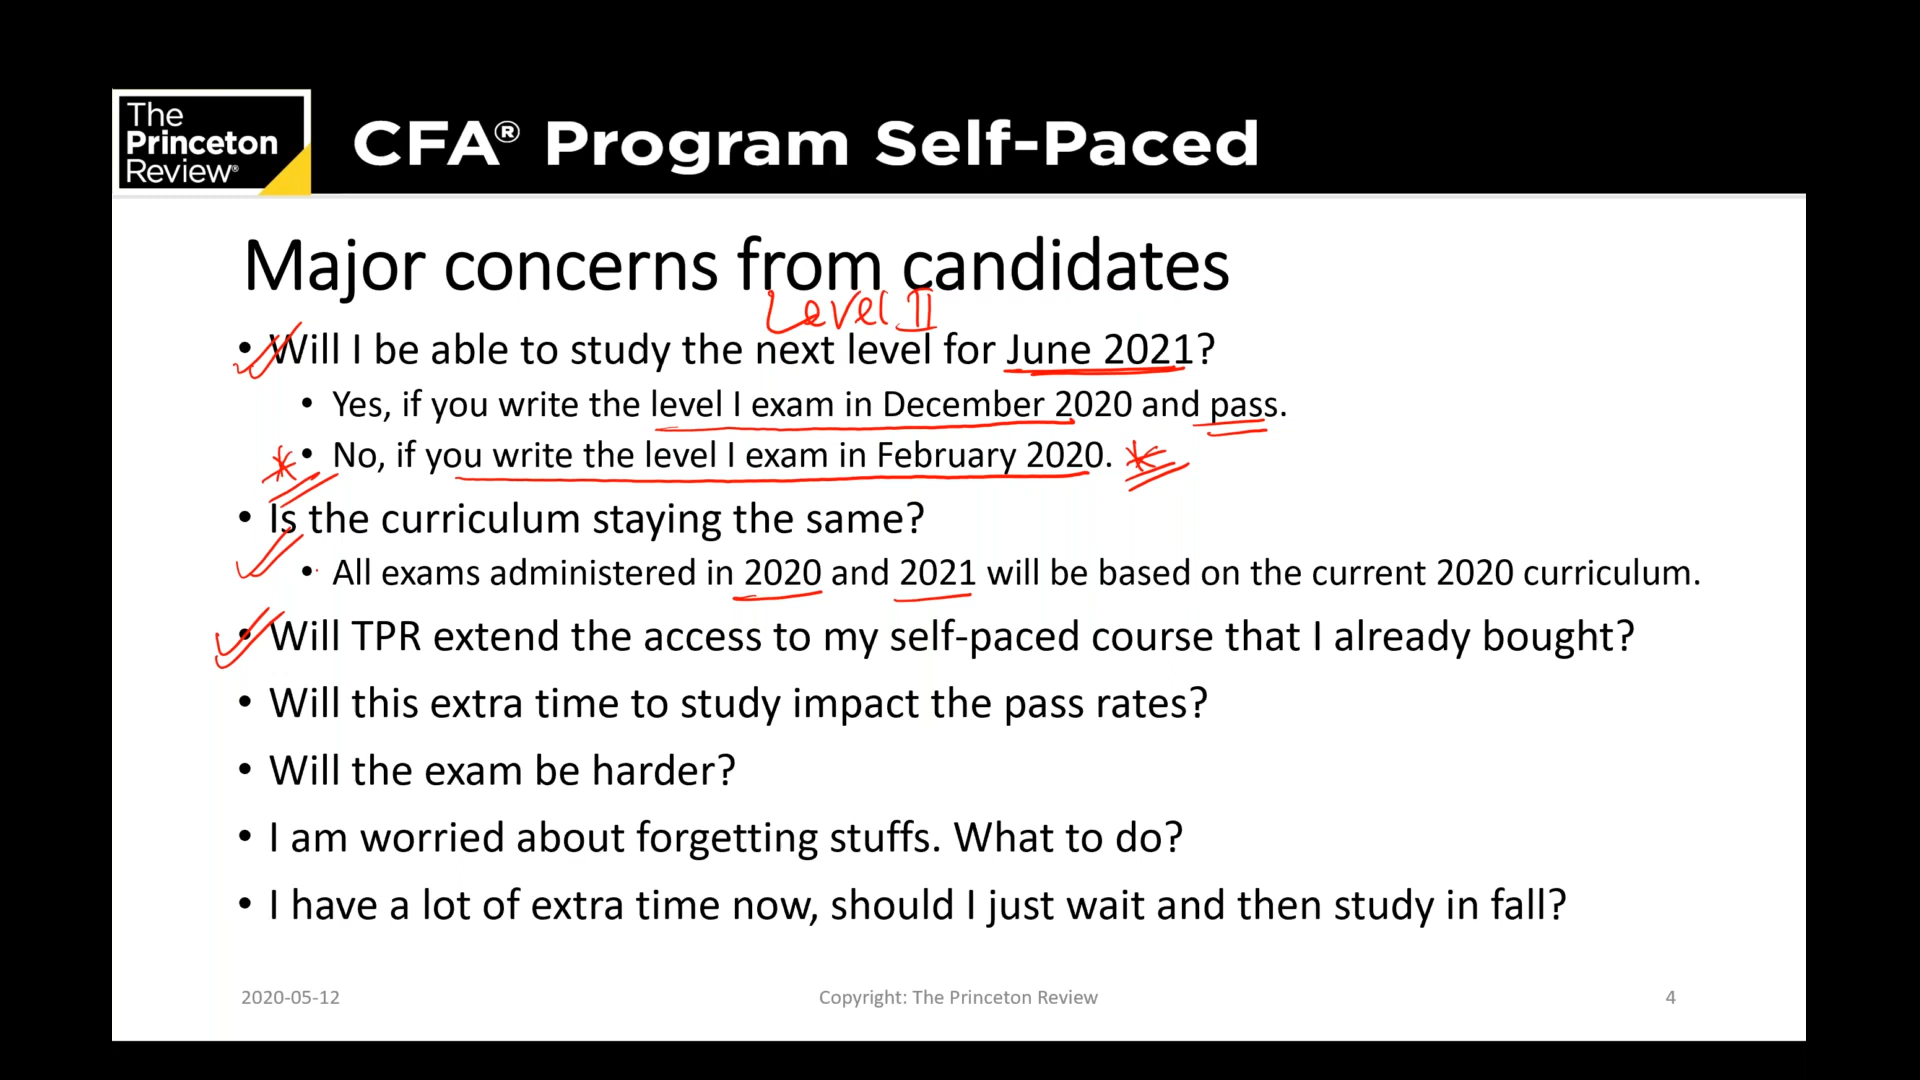 The
Princeton
Review®
CFA® Program Self-Paced
Major concerns from candidates
Level II
• Will I be able to study the next level for June 2021?
• Yes, if you write the level I exam in December 2020 and pass.
• No, if you write the level I exam in February 2020.
• Is the curriculum staying the same?
• All exams administered in 2020 and 2021 will be based on the current 2020 curriculum.
• Will TPR extend the access to my self-paced course that I already bought?
• Will this extra time to study impact the pass rates?
• Will the exam be harder?
• I am worried about forgetting stuffs. What to do?
• I have a lot of extra time now, should I just wait and then study in fall?
2020-05-12
Copyright: The Princeton Review
4